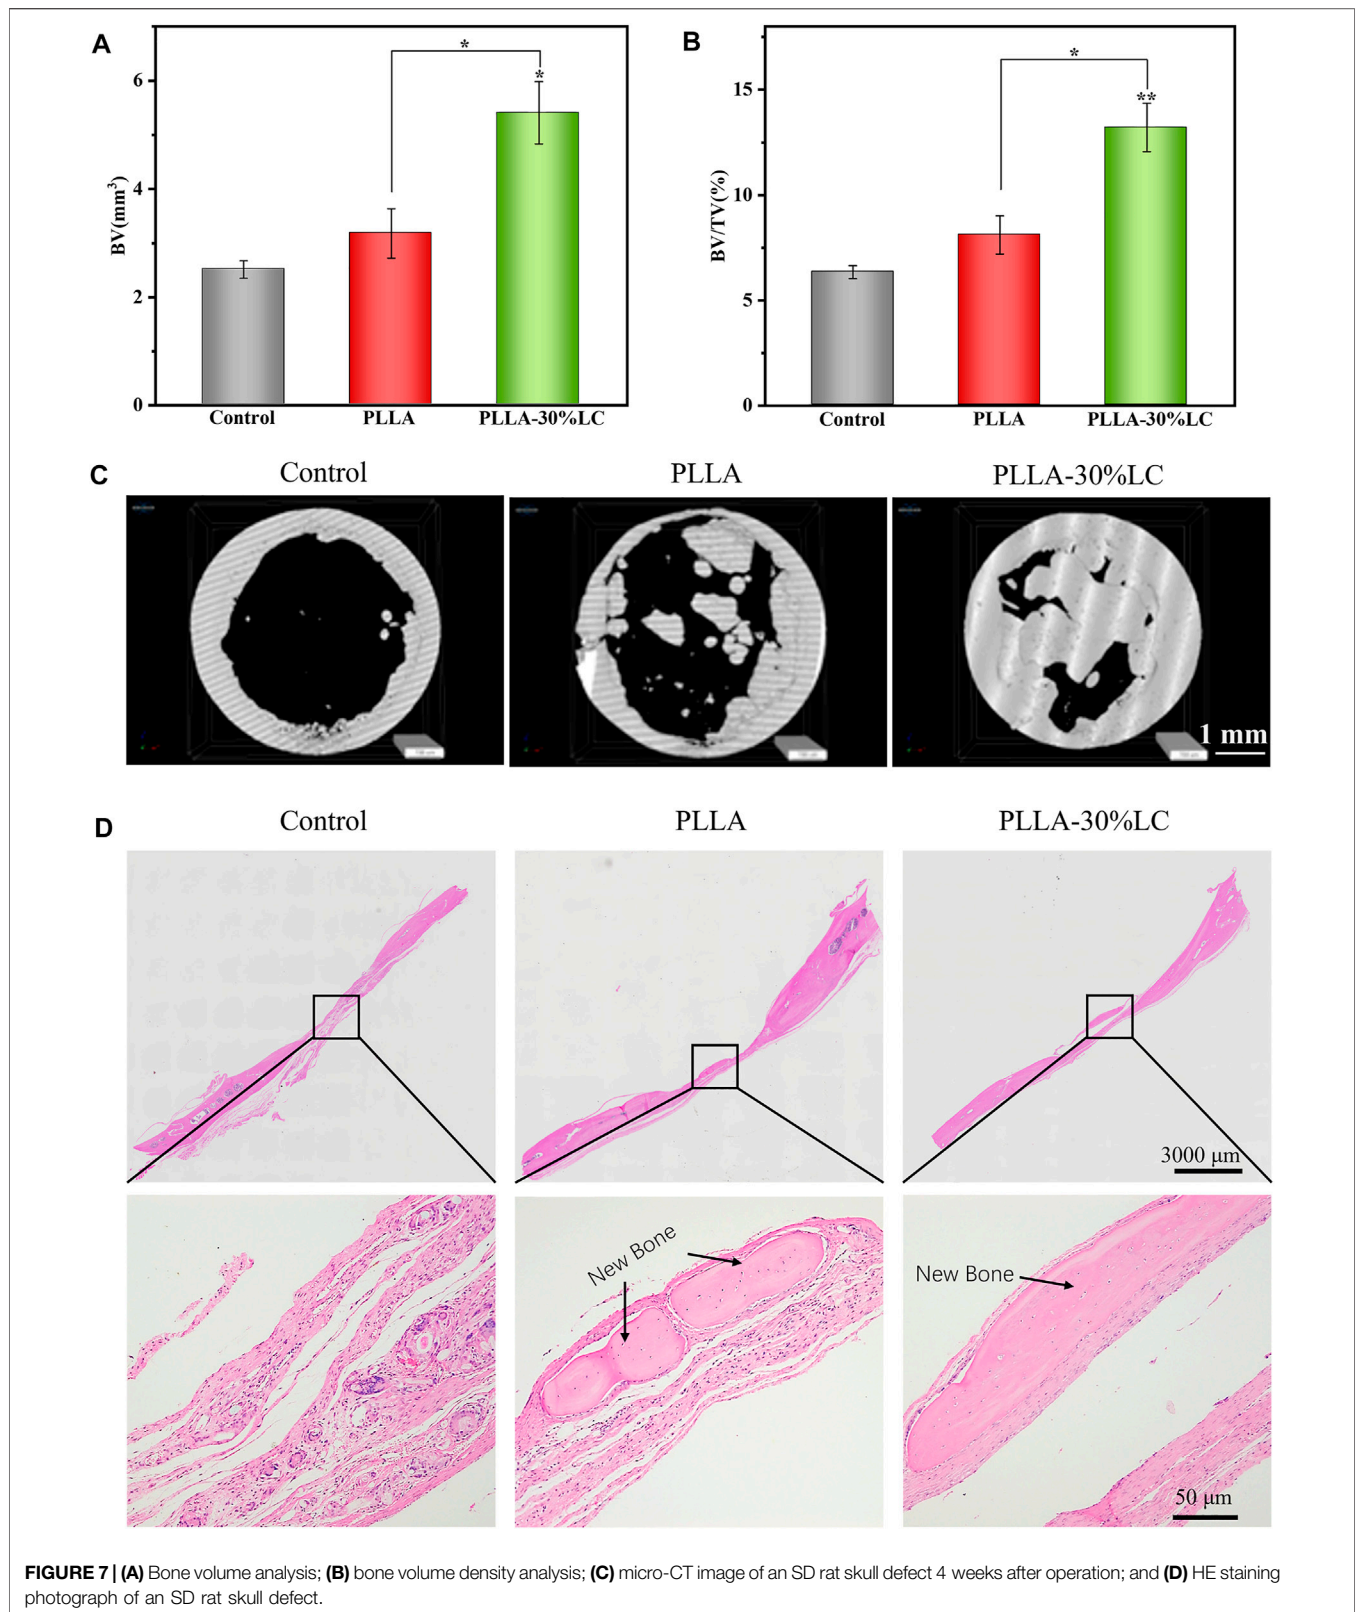 A
BV(mm³)
6
4
2
0
*
*
Control
PLLA
PLLA-30%LC
B
BV/TV(%)
15
10
5
0
*
**
Control
PLLA
PLLA-30%LC
C
Control
PLLA
PLLA-30%LC
1 mm
D
Control
PLLA
PLLA-30%LC
3000 μm
New Bone
New Bone
50 μm
FIGURE 7 | (A) Bone volume analysis; (B) bone volume density analysis; (C) micro-CT image of an SD rat skull defect 4 weeks after operation; and (D) HE staining
photograph of an SD rat skull defect.